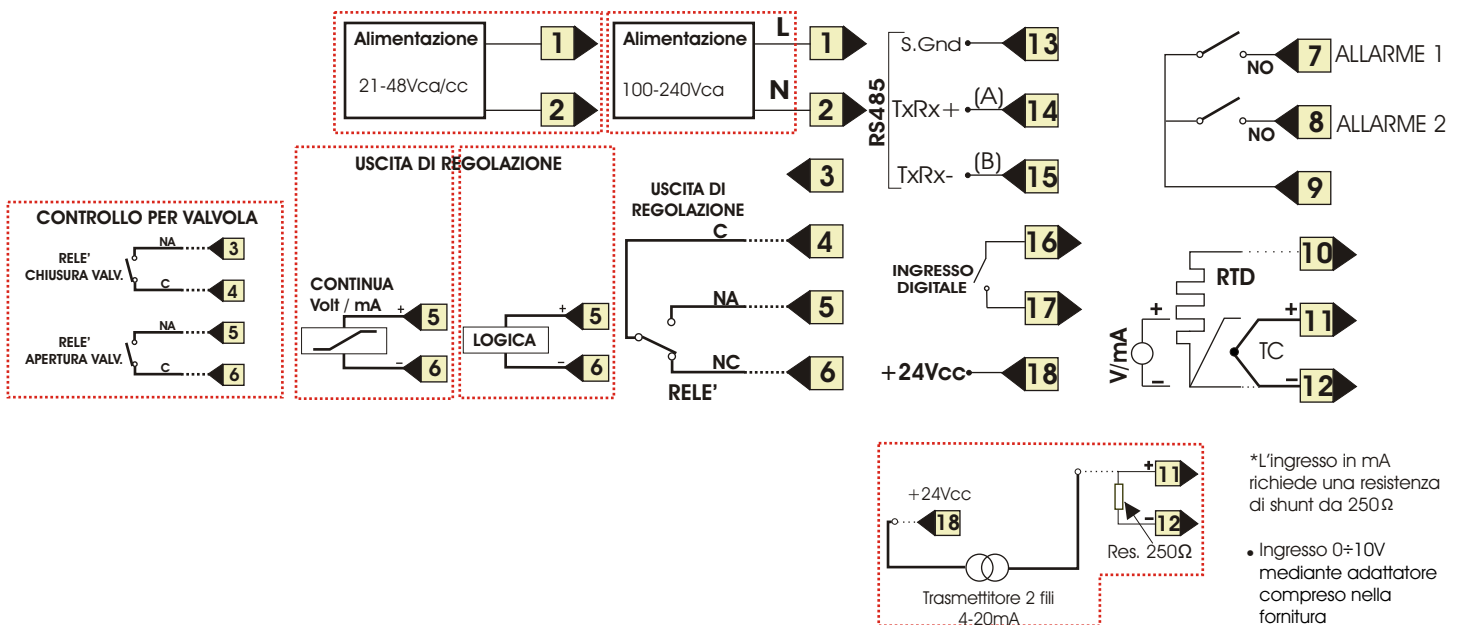 Alimentazione
21-48Vca/cc
1
2
Alimentazione
100-240Vca
L
N
1
2
RS485
S.Gnd
13
TxRx+
(A)
14
TxRx-
(B)
15
NO
7
ALLARME 1
NO
8
ALLARME 2
9
USCITA DI REGOLAZIONE
CONTROLLO PER VALVOLA
RELE'
CHIUSURA VALV.
NA
3
C
4
RELE'
APERTURA VALV.
NA
5
C
6
CONTINUA
Volt / mA
+
5
−
6
LOGICA
+
5
−
6
3
USCITA DI
REGOLAZIONE
C
4
NA
5
NC
6
RELE'
INGRESSO
DIGITALE
16
17
+24Vcc
18
V/mA
+
−
RTD
10
+
11
TC
−
12
+24Vcc
18
Trasmettitore 2 fili
4-20mA
+
11
−
12
Res. 250Ω
*L'ingresso in mA
richiede una resistenza
di shunt da 250Ω
• Ingresso 0÷10V
mediante adattatore
compreso nella
fornitura